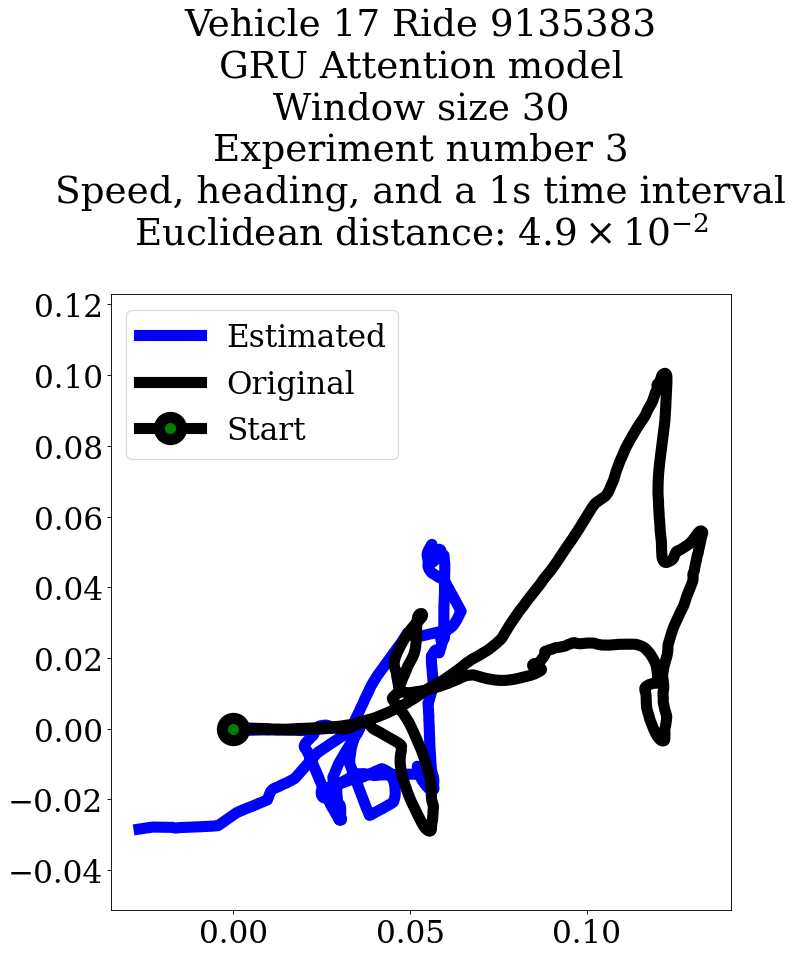 Vehicle 17 Ride 9135383
GRU Attention model
Window size 30
Experiment number 3
Speed, heading, and a 1s time interval
Euclidean distance: 4.9 × 10⁻²
0.12
0.10
0.08
0.06
0.04
0.02
0.00
−0.02
−0.04
Estimated
Original
Start
0.00 0.05 0.10